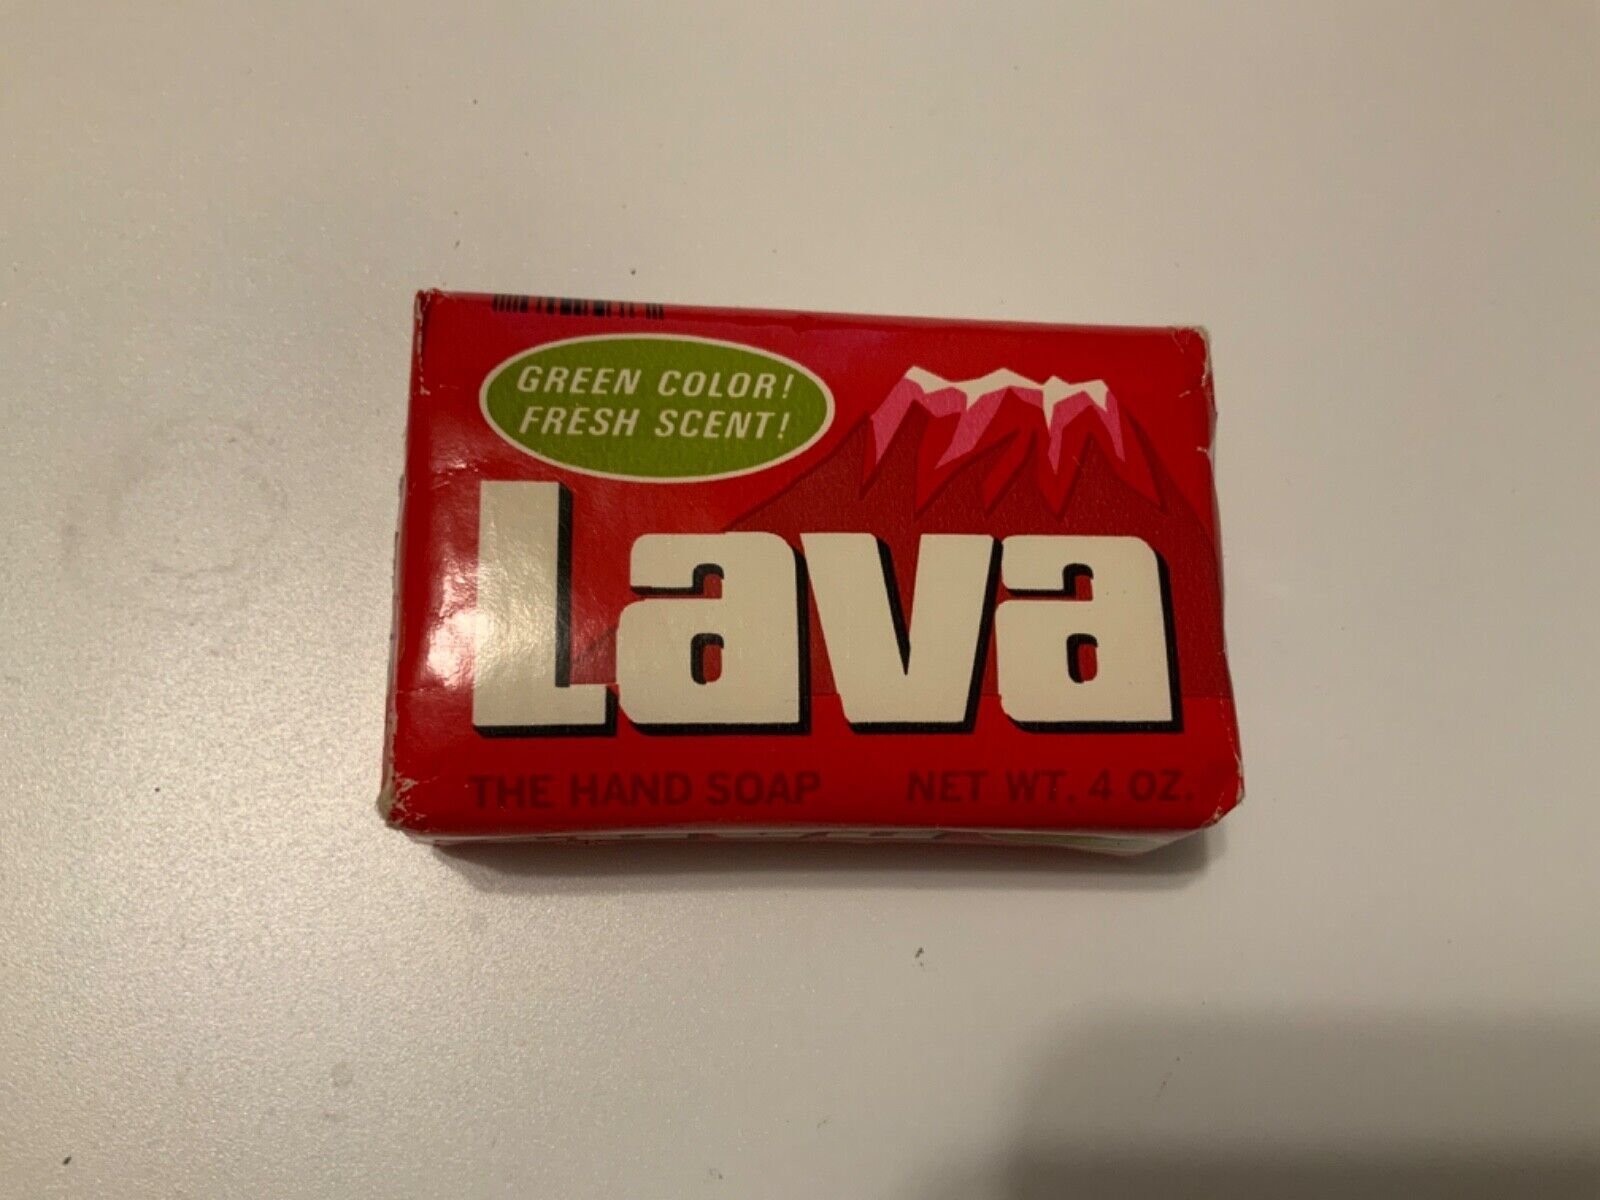 GREEN COLOR!
FRESH SCENT!
Lava
THE HAND SOAP NET WT. 4 OZ.